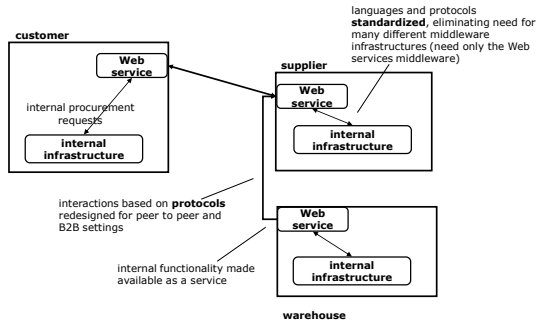 languages and protocols
standardized, eliminating need for
many different middleware
infrastructures (need only the Web
services middleware)
customer
Web
service
internal procurement
requests
internal
infrastructure
supplier
Web
service
internal
infrastructure
interactions based on protocols
redesigned for peer to peer and
B2B settings
Web
service
internal
infrastructure
internal functionality made
available as a service
warehouse